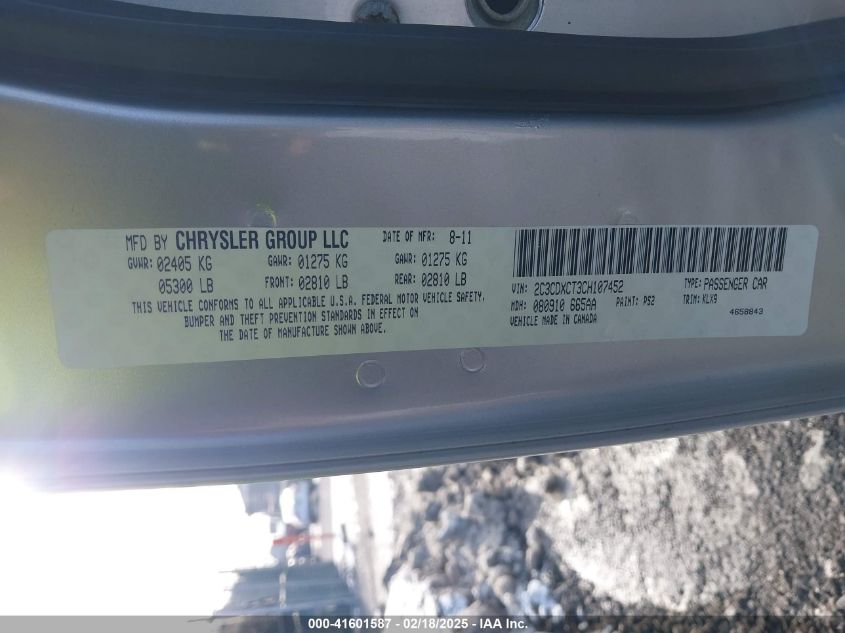 MFD BY CHRYSLER GROUP LLC DATE OF MFR: 8-11
GVWR: 02405 KG GAWR: 01275 KG GAWR: 01275 KG
05300 LB FRONT: 02810 LB REAR: 02810 LB
THIS VEHICLE CONFORMS TO ALL APPLICABLE U.S.A. FEDERAL MOTOR VEHICLE SAFETY,
BUMPER AND THEFT PREVENTION STANDARDS IN EFFECT ON
THE DATE OF MANUFACTURE SHOWN ABOVE.
VIN: 2C3CDXCT3CH107452 TYPE: PASSENGER CAR
MDH: 080910 665AA PAINT: PS2 TRIM: KLX9
VEHICLE MADE IN CANADA 4658843
000-41601587 - 02/18/2025 - IAA Inc.